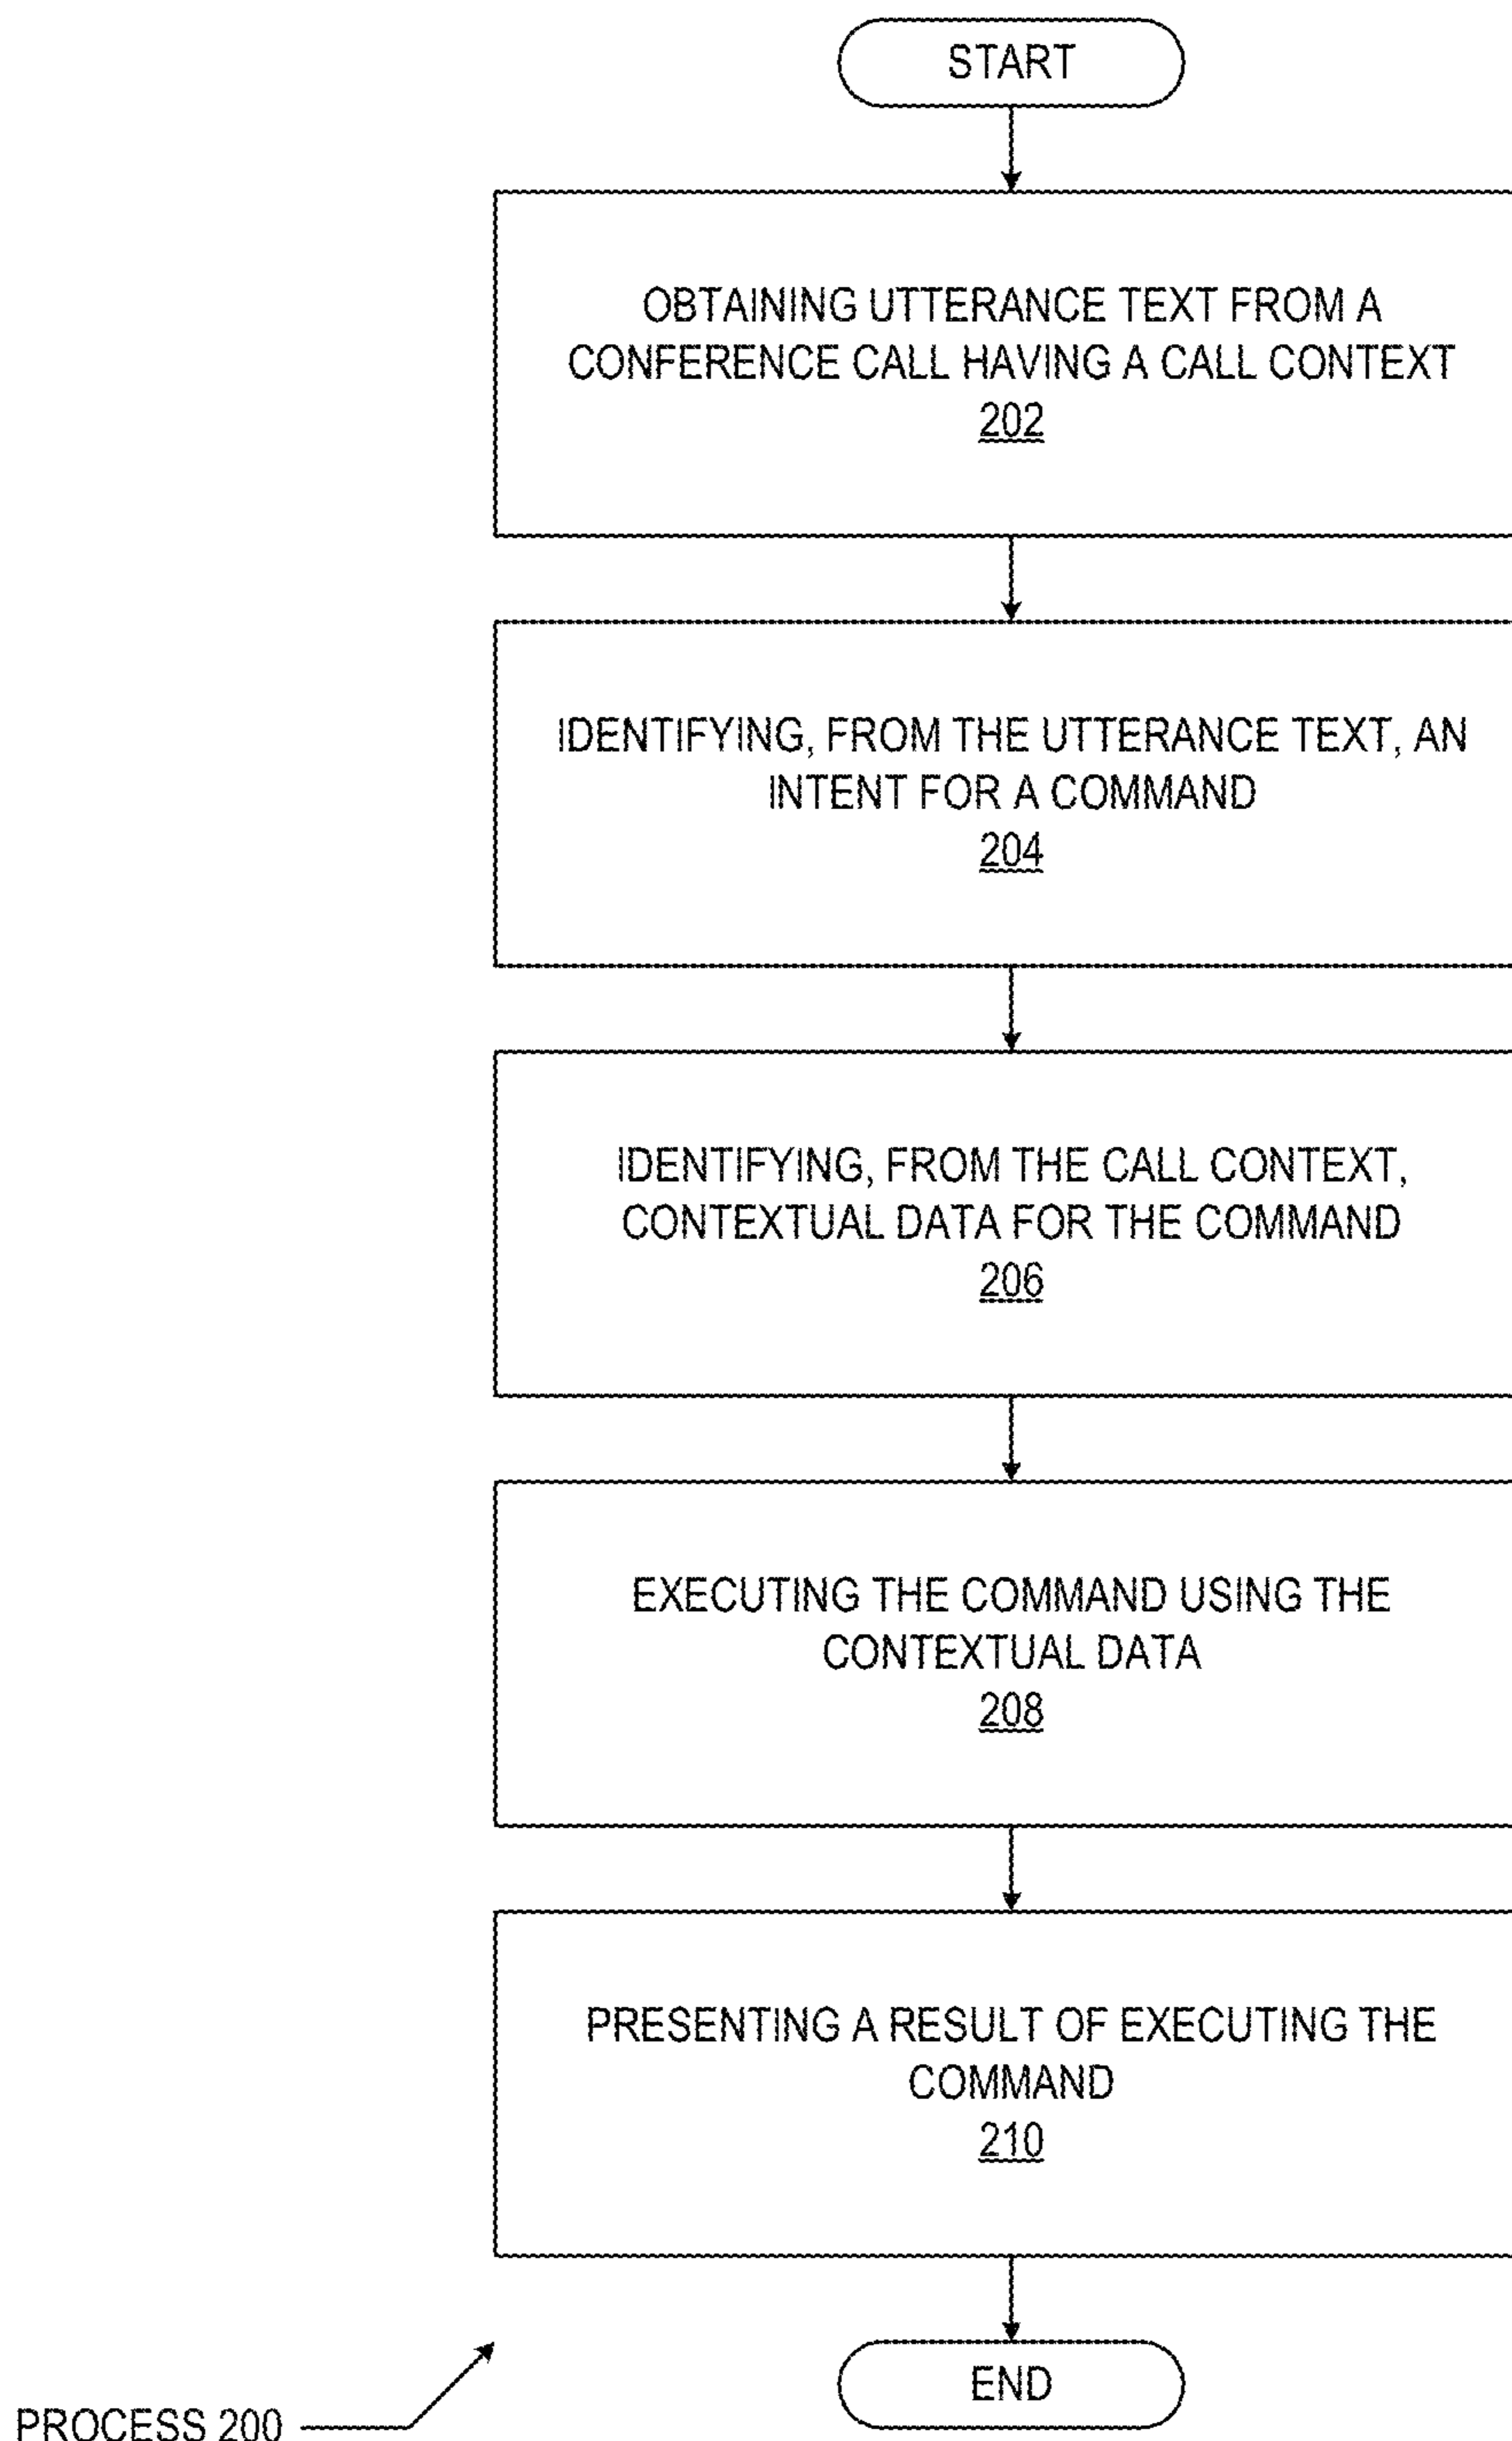 START
OBTAINING UTTERANCE TEXT FROM A
CONFERENCE CALL HAVING A CALL CONTEXT
202
IDENTIFYING, FROM THE UTTERANCE TEXT, AN
INTENT FOR A COMMAND
204
IDENTIFYING, FROM THE CALL CONTEXT,
CONTEXTUAL DATA FOR THE COMMAND
206
EXECUTING THE COMMAND USING THE
CONTEXTUAL DATA
208
PRESENTING A RESULT OF EXECUTING THE
COMMAND
210
END
PROCESS 200